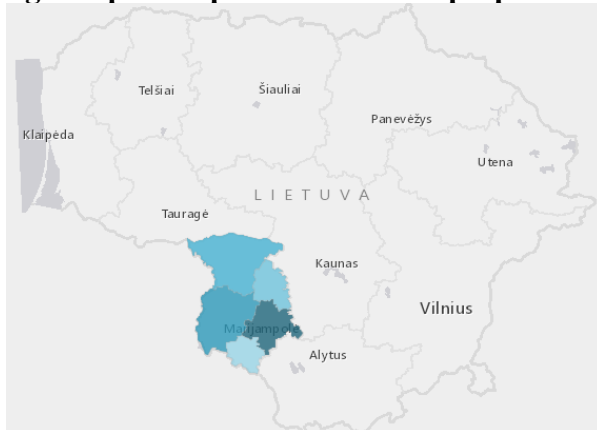 Telšiai
Šiauliai
Klaipėda
Panevėžys
Utena
LIETUVA
Tauragė
Kaunas
Vilnius
Marijampolė
Alytus